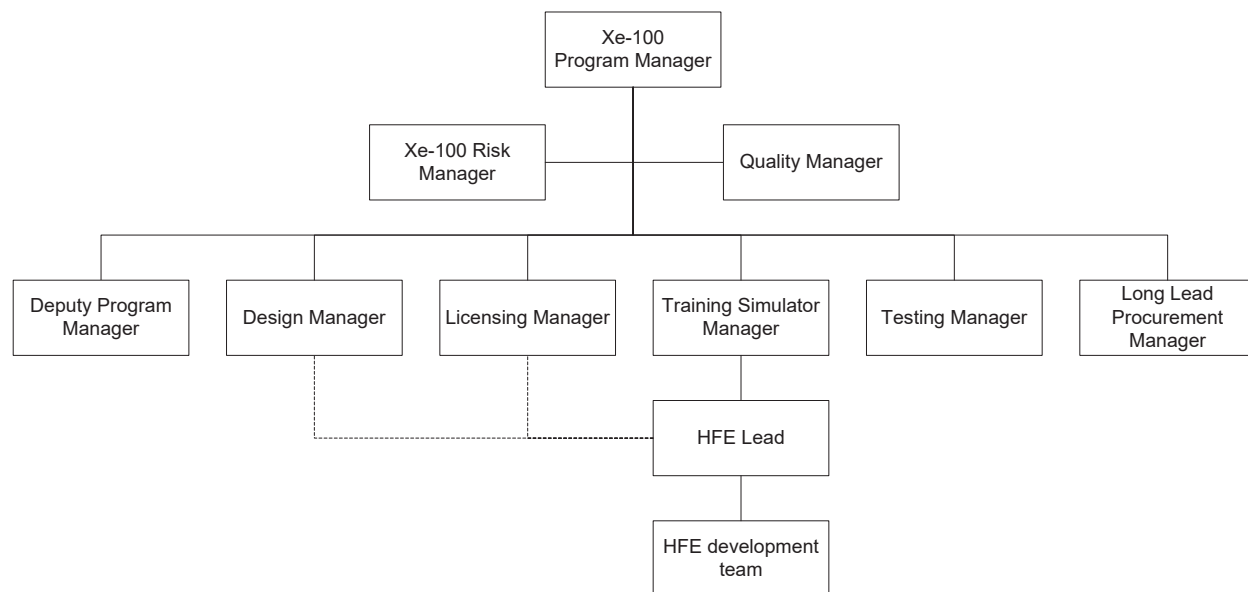 Xe-100
Program Manager
Xe-100 Risk
Manager
Quality Manager
Deputy Program
Manager
Design Manager
Licensing Manager
Training Simulator
Manager
Testing Manager
Long Lead
Procurement
Manager
HFE Lead
HFE development
team